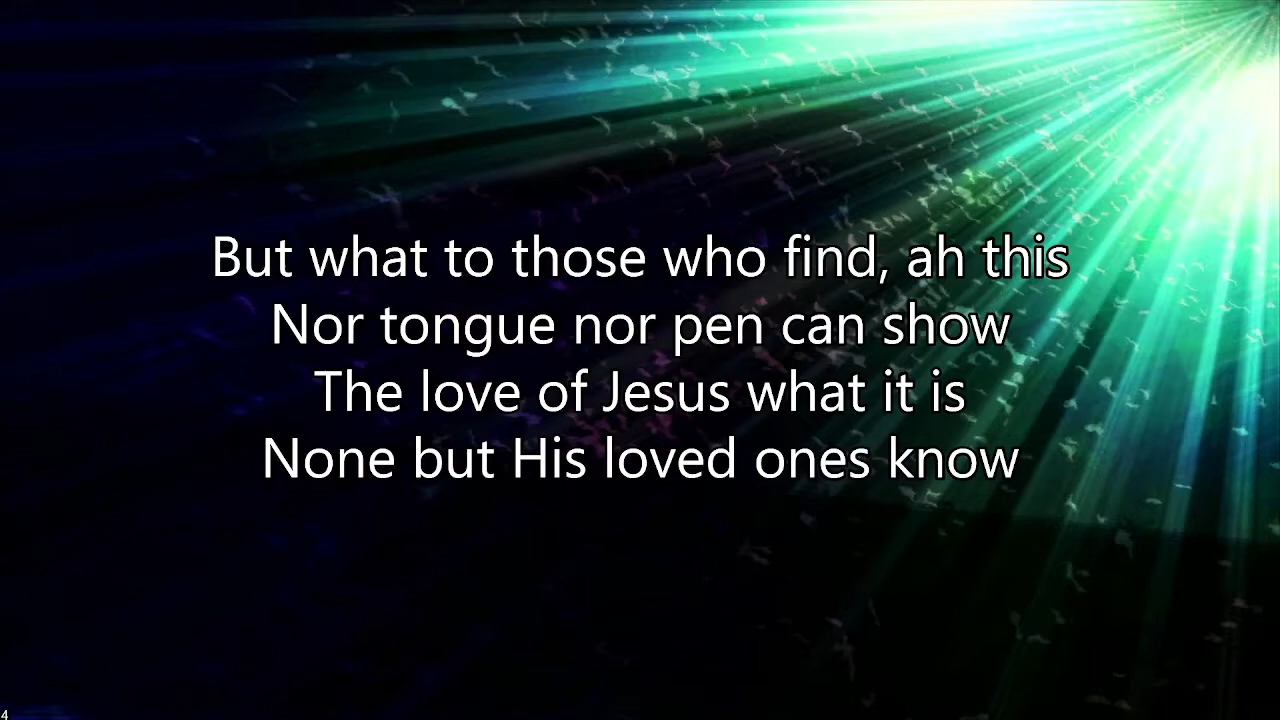 But what to those who find, ah this
Nor tongue nor pen can show
The love of Jesus what it is
None but His loved ones know
4